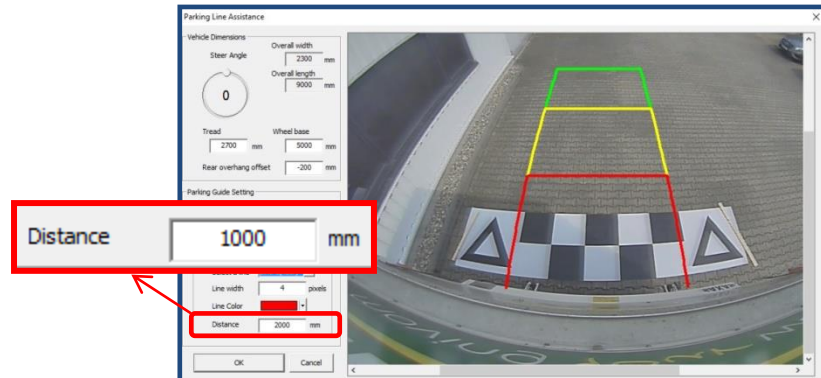 Parking Line Assistance
Vehicle Dimensions
Steer Angle
0
Overall width
2300 mm
Overall length
9000 mm
Tread
2700 mm
Wheel base
5000 mm
Rear overhang offset -200 mm
Parking Guide Setting
Distance 1000 mm
Line width 4 pixels
Line Color
Distance 2000 mm
OK Cancel